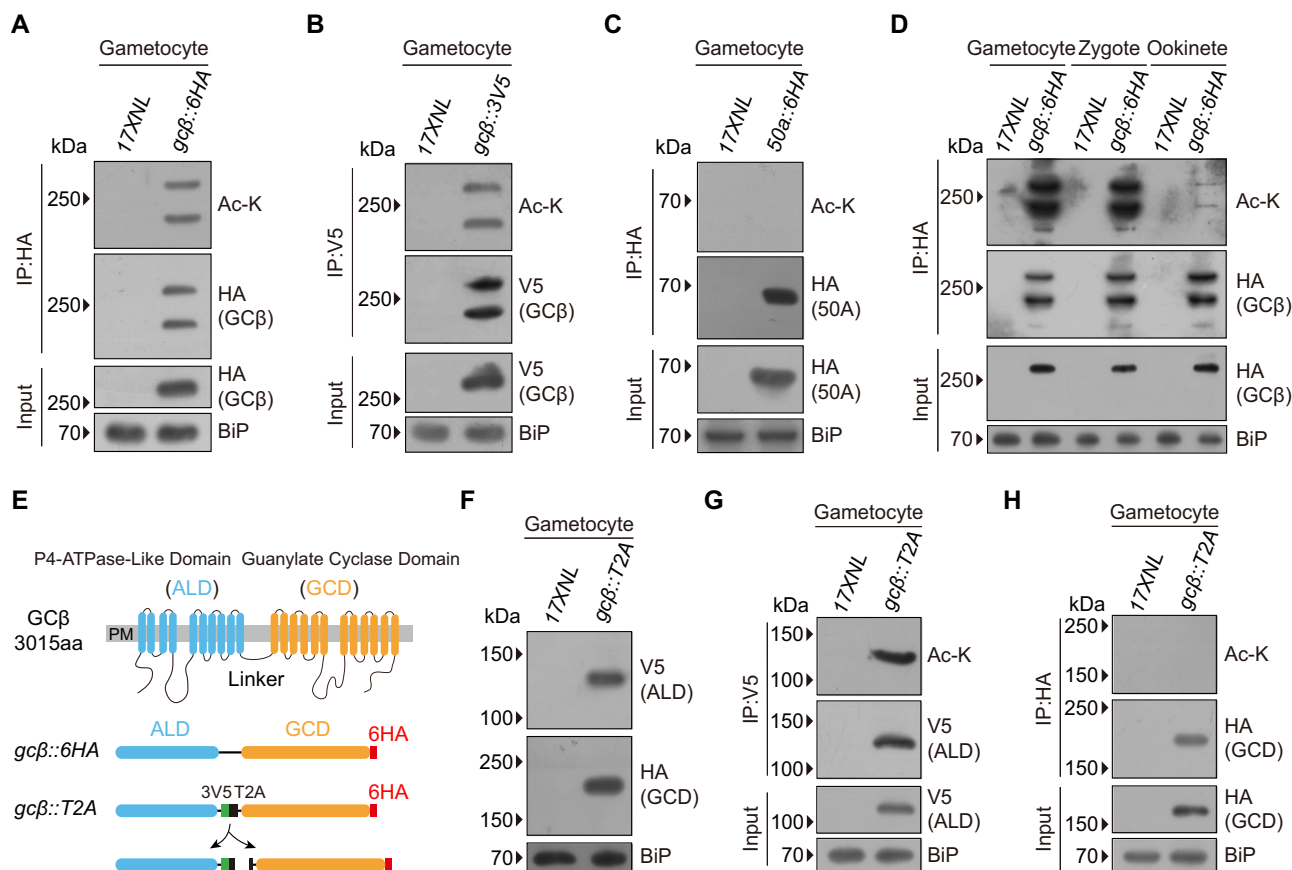 A
Gametocyte
17XNL
gcβ::6HA
kDa
IP:HA
250
Ac-K
250
HA
(GCβ)
Input
250
HA
(GCβ)
70
BiP
B
Gametocyte
17XNL
gcβ::3V5
kDa
IP:V5
250
Ac-K
250
V5
(GCβ)
Input
250
V5
(GCβ)
70
BiP
C
Gametocyte
17XNL
50a::6HA
kDa
IP:HA
70
Ac-K
70
HA
(50A)
Input
70
HA
(50A)
70
BiP
D
Gametocyte Zygote Ookinete
17XNL
gcβ::6HA
17XNL
gcβ::6HA
17XNL
gcβ::6HA
kDa
IP:HA
250
Ac-K
250
HA
(GCβ)
Input
250
HA
(GCβ)
70
BiP
E
P4-ATPase-Like Domain Guanylate Cyclase Domain
(ALD) (GCD)
GCβ
3015aa
PM
Linker
ALD GCD 6HA
gcβ::6HA
3V5 T2A 6HA
gcβ::T2A
F
Gametocyte
17XNL
gcβ::T2A
kDa
150
V5
(ALD)
100
250
HA
(GCD)
150
70
BiP
G
Gametocyte
17XNL
gcβ::T2A
kDa
IP:V5
150
Ac-K
100
150
V5
(ALD)
100
Input
V5
(ALD)
100
70
BiP
H
Gametocyte
17XNL
gcβ::T2A
kDa
IP:HA
250
Ac-K
150
250
HA
(GCD)
150
Input
HA
(GCD)
150
70
BiP